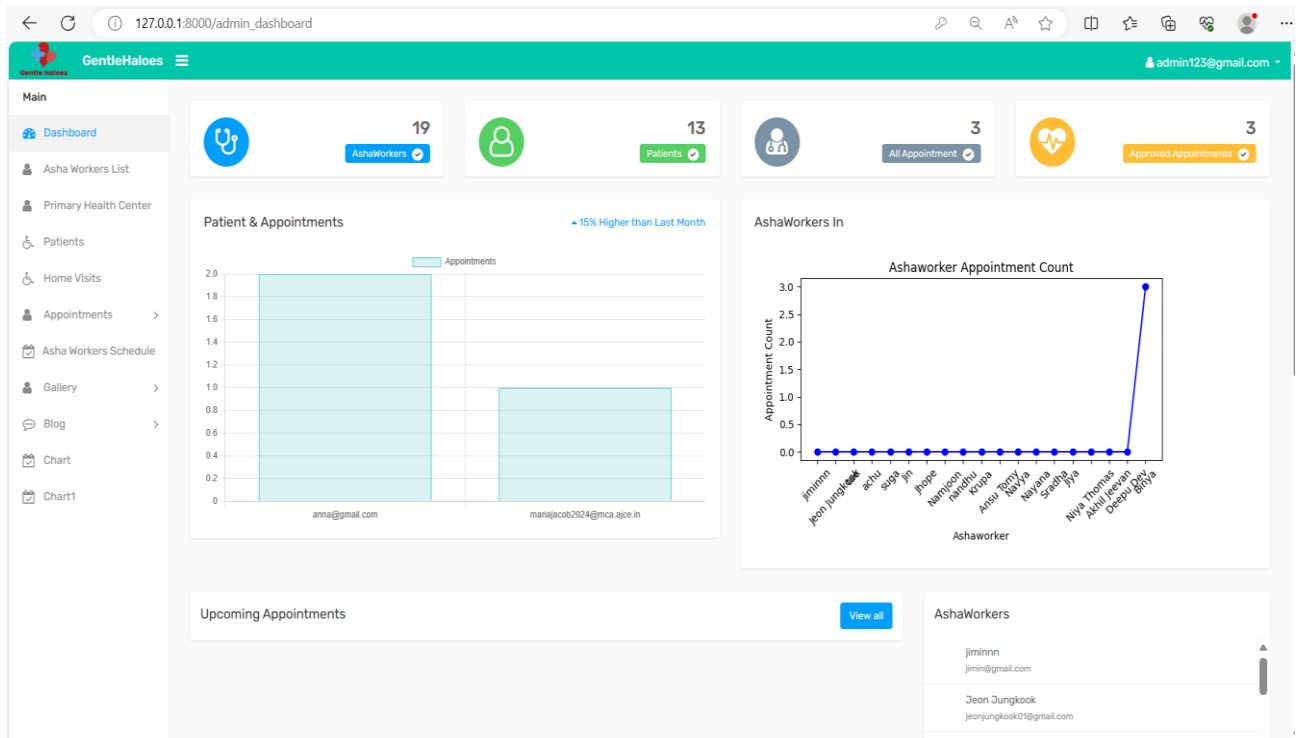 127.0.0.1:8000/admin_dashboard
Gentle Haloes
GentleHaloes
admin123@gmail.com
Main
Dashboard
Asha Workers List
Primary Health Center
Patients
Home Visits
Appointments
Asha Workers Schedule
Gallery
Blog
Chart
Chart1
19
AshaWorkers
13
Patients
3
All Appointment
3
Approved Appointments
Patient & Appointments
15% Higher than Last Month
Appointments
2.0
1.8
1.6
1.4
1.2
1.0
0.8
0.6
0.4
0.2
0
anna@gmail.com
mariajacob2024@mca.ajce.in
AshaWorkers In
Ashaworker Appointment Count
Appointment Count
3.0
2.5
2.0
1.5
1.0
0.5
0.0
jiminnn
Jeon Jungkook
achu
suga
jin
jhope
Namjoon
nandhu
Krupa
Ansu Tomy
Navya
Nayana
Sradha
Jiya
Niya Thomas
Akhil Jeevan
Deepu Dev
Binya
Ashaworker
Upcoming Appointments
View all
AshaWorkers
jiminnn
jimin@gmail.com
Jeon Jungkook
jeonjungkook01@gmail.com